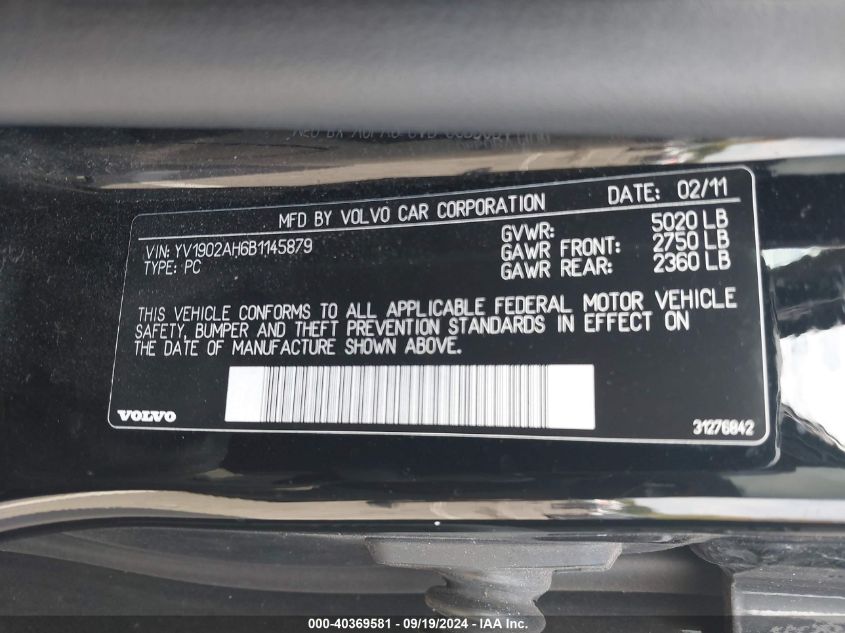 MFD BY VOLVO CAR CORPORATION
DATE: 02/11
VIN: YV1902AH6B1145879
TYPE: PC
GVWR: 5020 LB
GAWR FRONT: 2750 LB
GAWR REAR: 2360 LB
THIS VEHICLE CONFORMS TO ALL APPLICABLE FEDERAL MOTOR VEHICLE
SAFETY, BUMPER AND THEFT PREVENTION STANDARDS IN EFFECT ON
THE DATE OF MANUFACTURE SHOWN ABOVE.
VOLVO
31276842
000-40369581 - 09/19/2024 - IAA Inc.